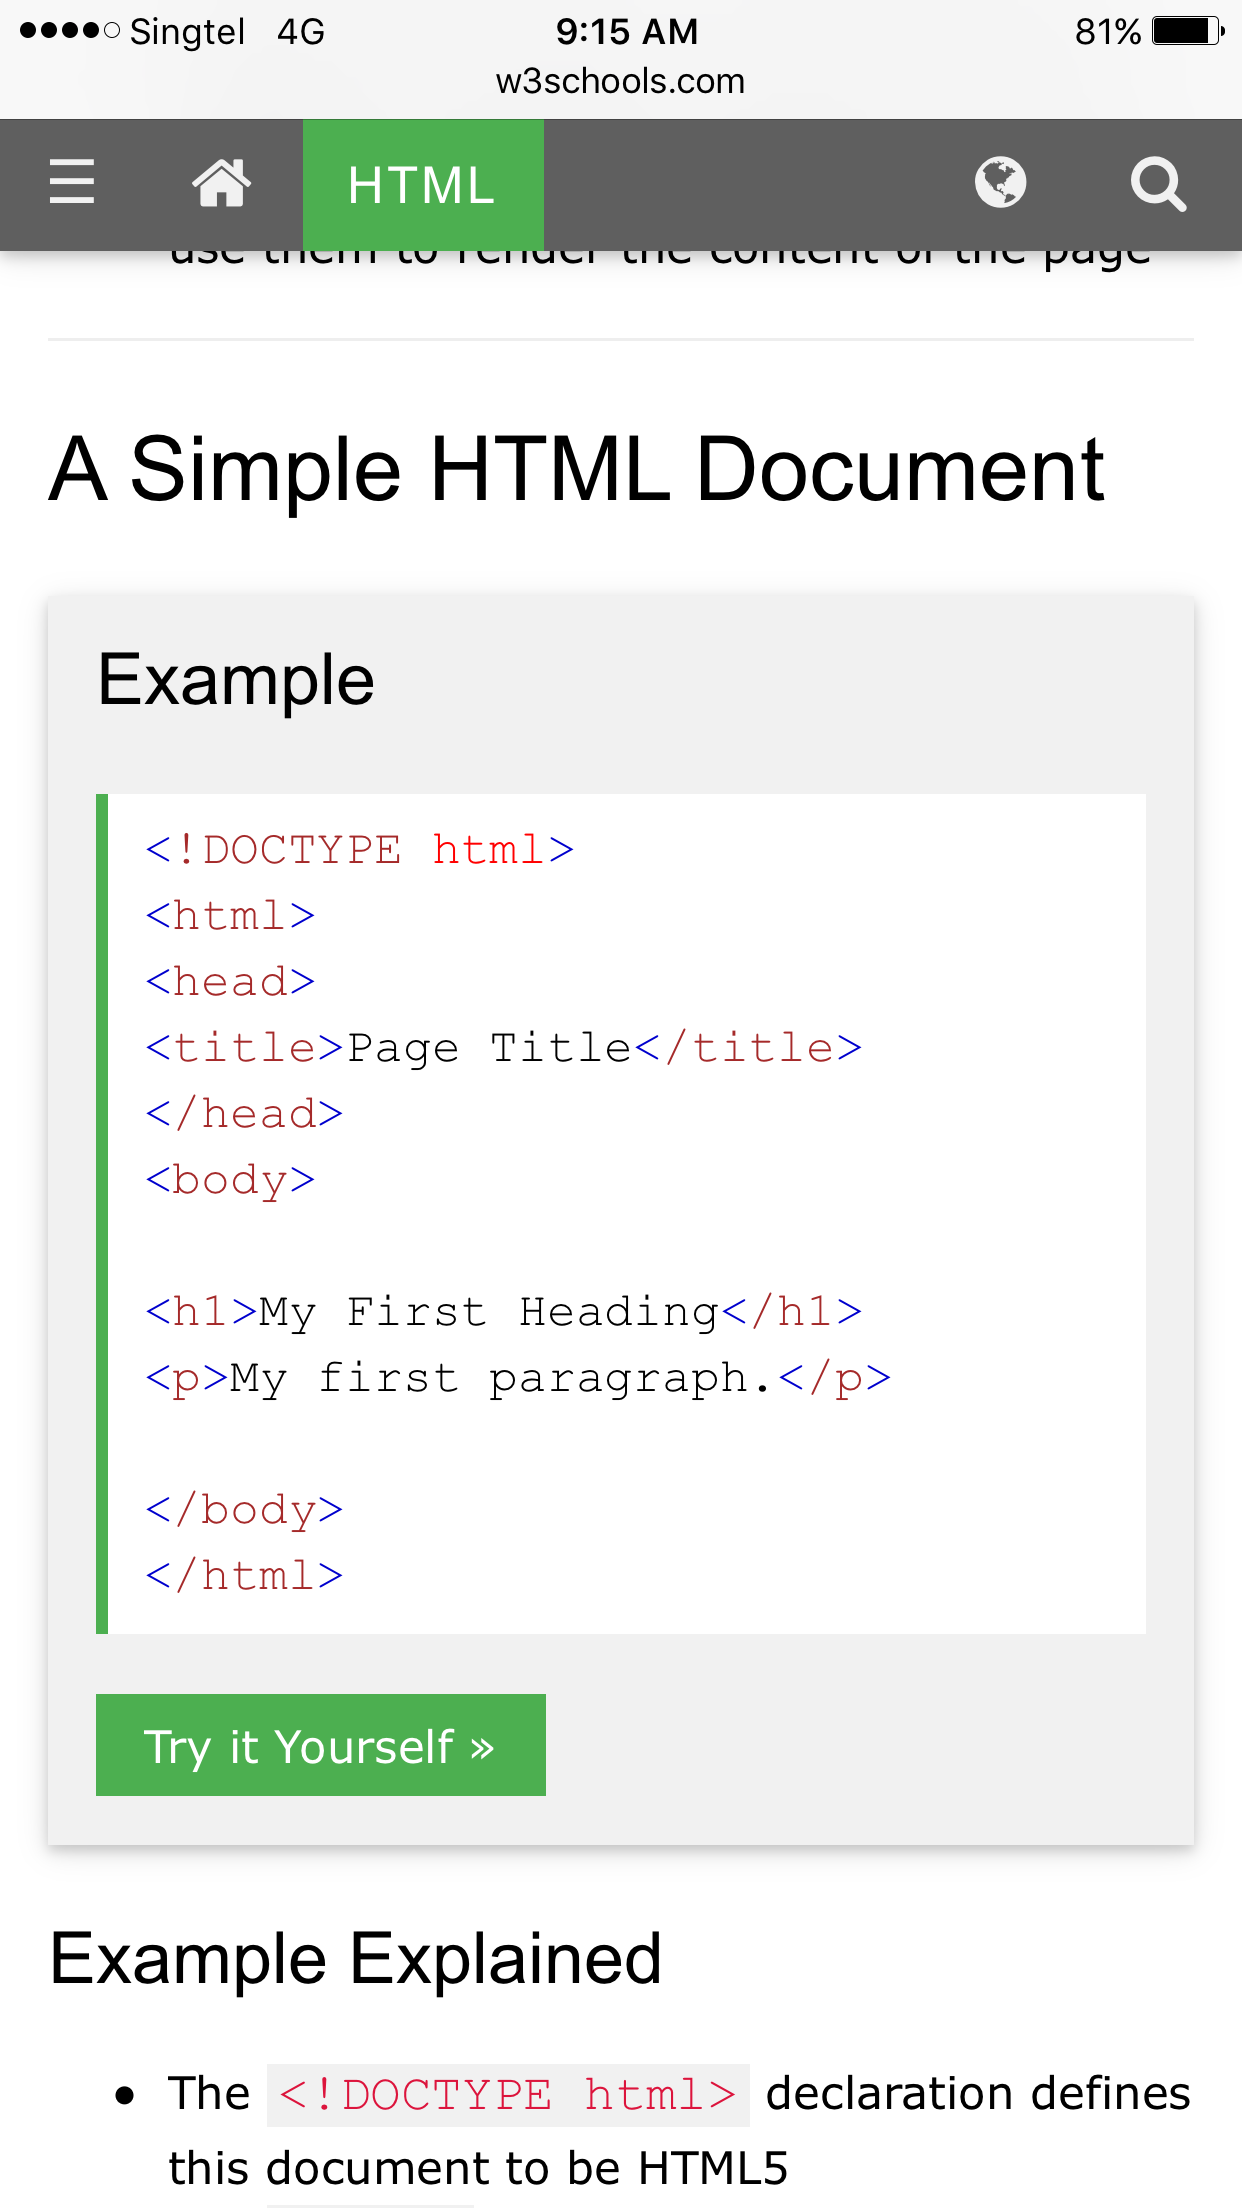 Singtel 4G 9:15 AM 81%
w3schools.com
HTML
use them to render the content of the page
A Simple HTML Document
Example
<!DOCTYPE html>
<html>
<head>
<title>Page Title</title>
</head>
<body>
<h1>My First Heading</h1>
<p>My first paragraph.</p>
</body>
</html>
Try it Yourself »
Example Explained
• The <!DOCTYPE html> declaration defines
this document to be HTML5